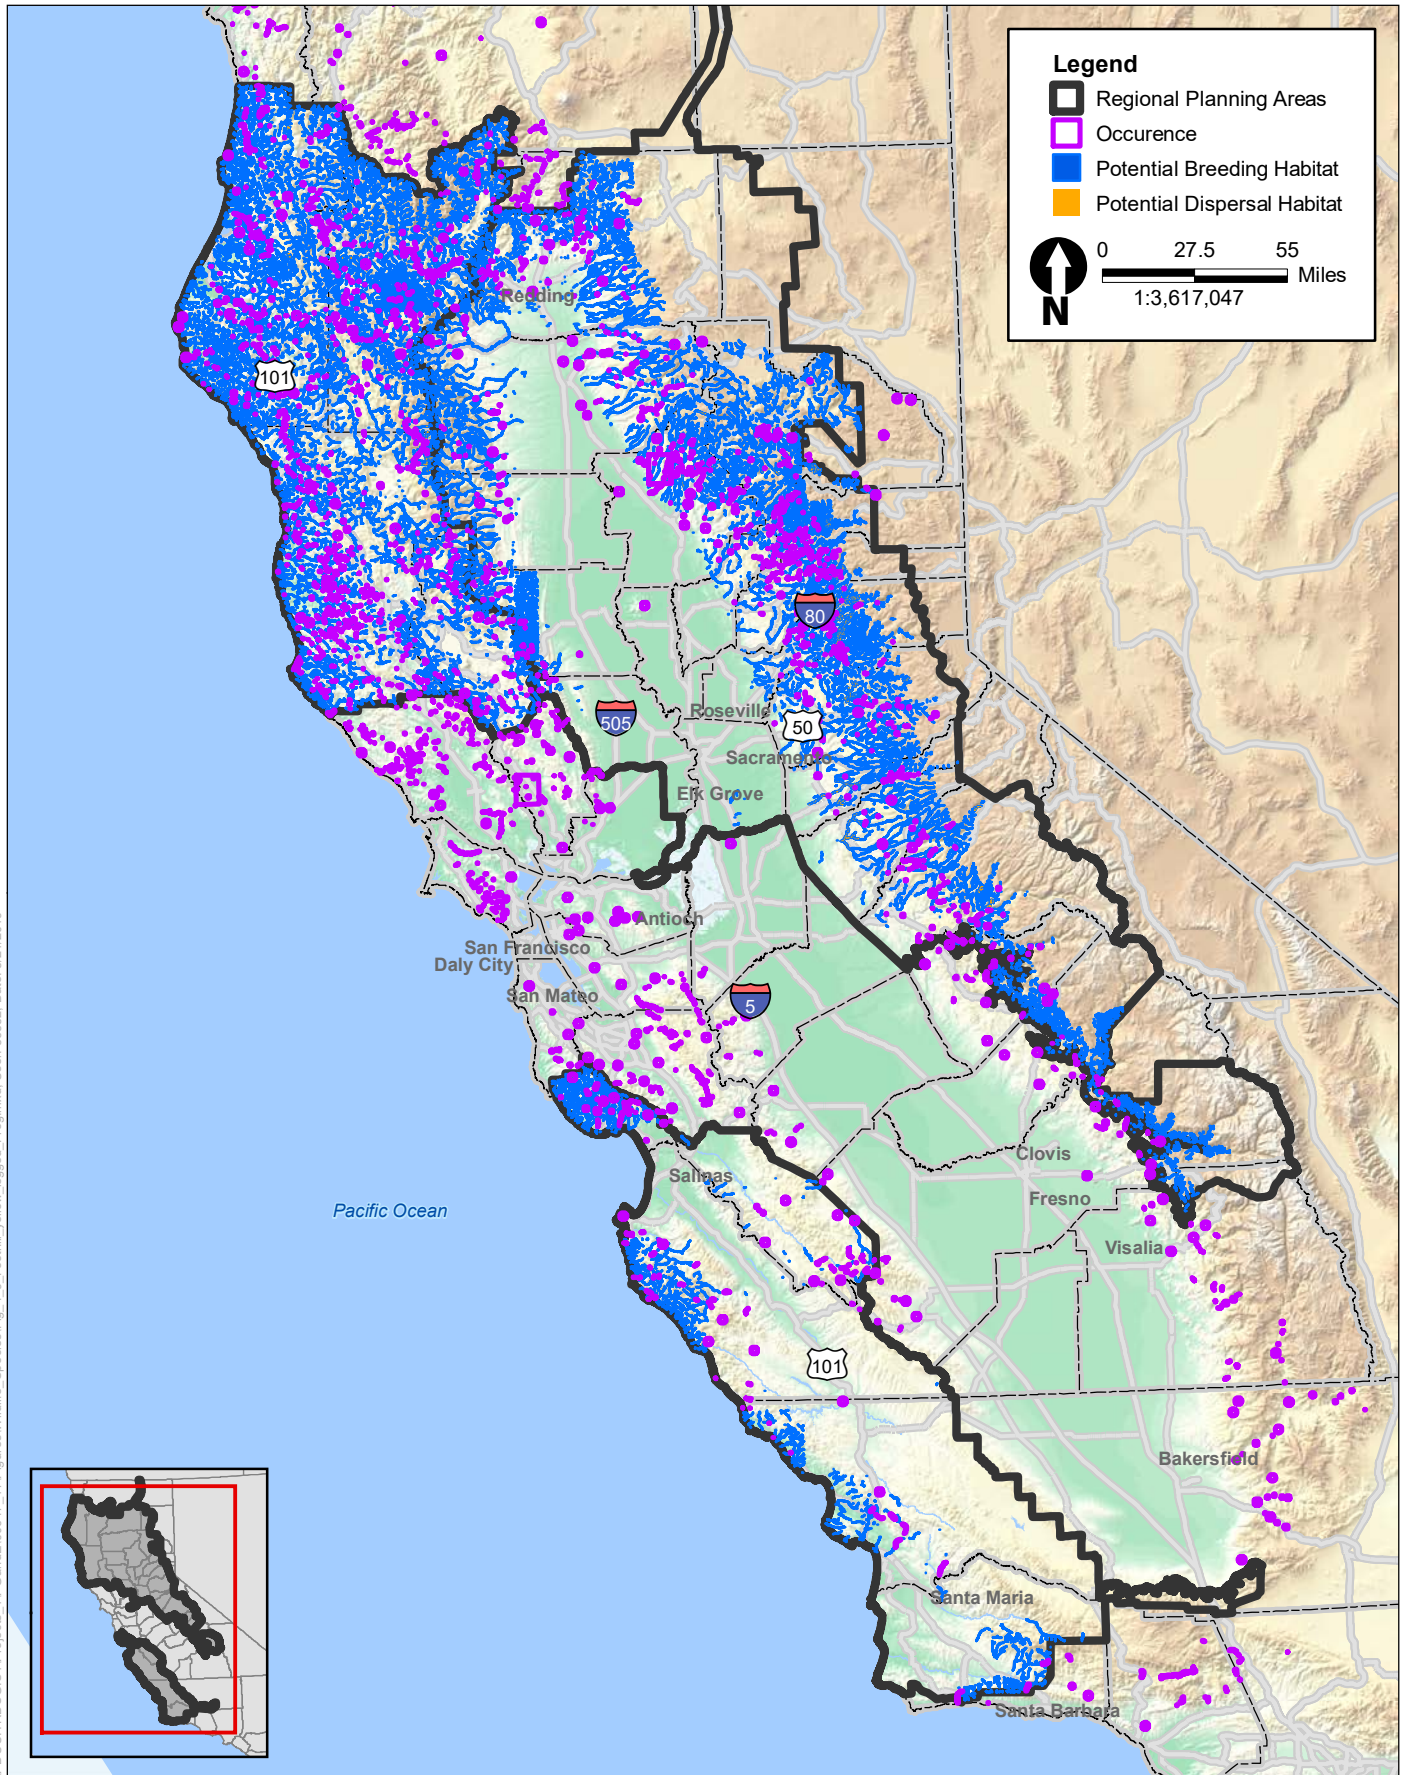 Legend
Regional Planning Areas
Occurence
Potential Breeding Habitat
Potential Dispersal Habitat
0 27.5 55
Miles
1:3,617,047
N
Redding
101
80
505
Roseville
50
Sacramento
Elk Grove
Antioch
San Francisco
Daly City
San Mateo
5
Salinas
Clovis
Fresno
Visalia
Pacific Ocean
101
Bakersfield
Santa Maria
Santa Barbara